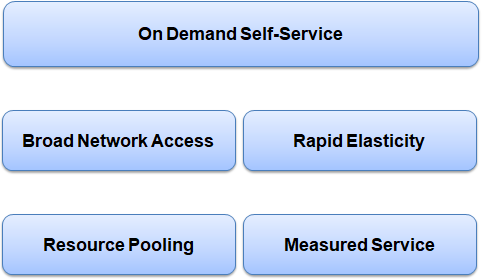 On Demand Self-Service
Broad Network Access
Rapid Elasticity
Resource Pooling
Measured Service